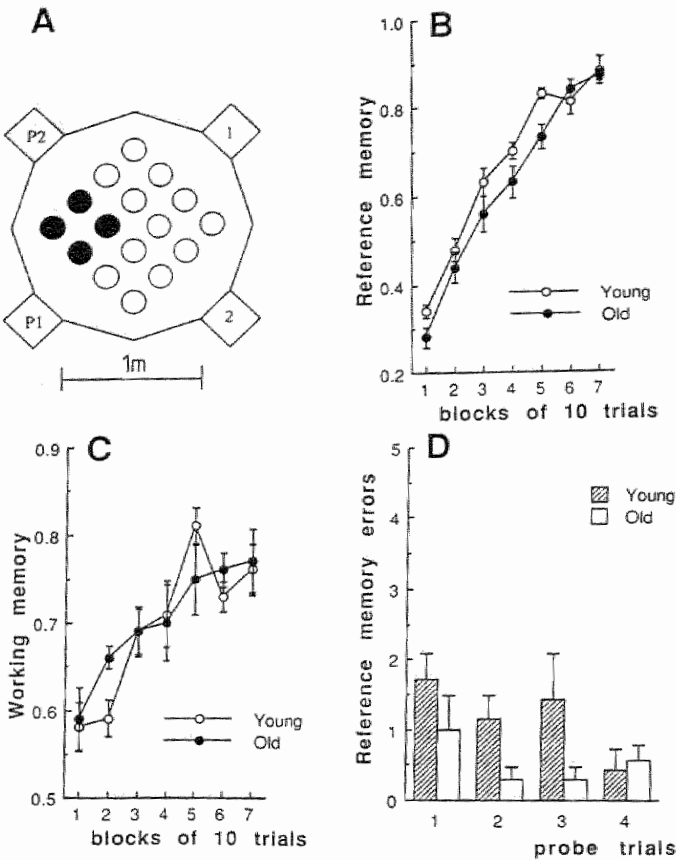 A
P2
1
P1
2
1m
B
Reference memory
1.0
0.8
0.6
0.4
0.2
Young
Old
1 2 3 4 5 6 7
blocks of 10 trials
C
Working memory
0.9
0.8
0.7
0.6
0.5
Young
Old
1 2 3 4 5 6 7
blocks of 10 trials
D
Reference memory errors
5
4
3
2
1
0
Young
Old
1 2 3 4
probe trials